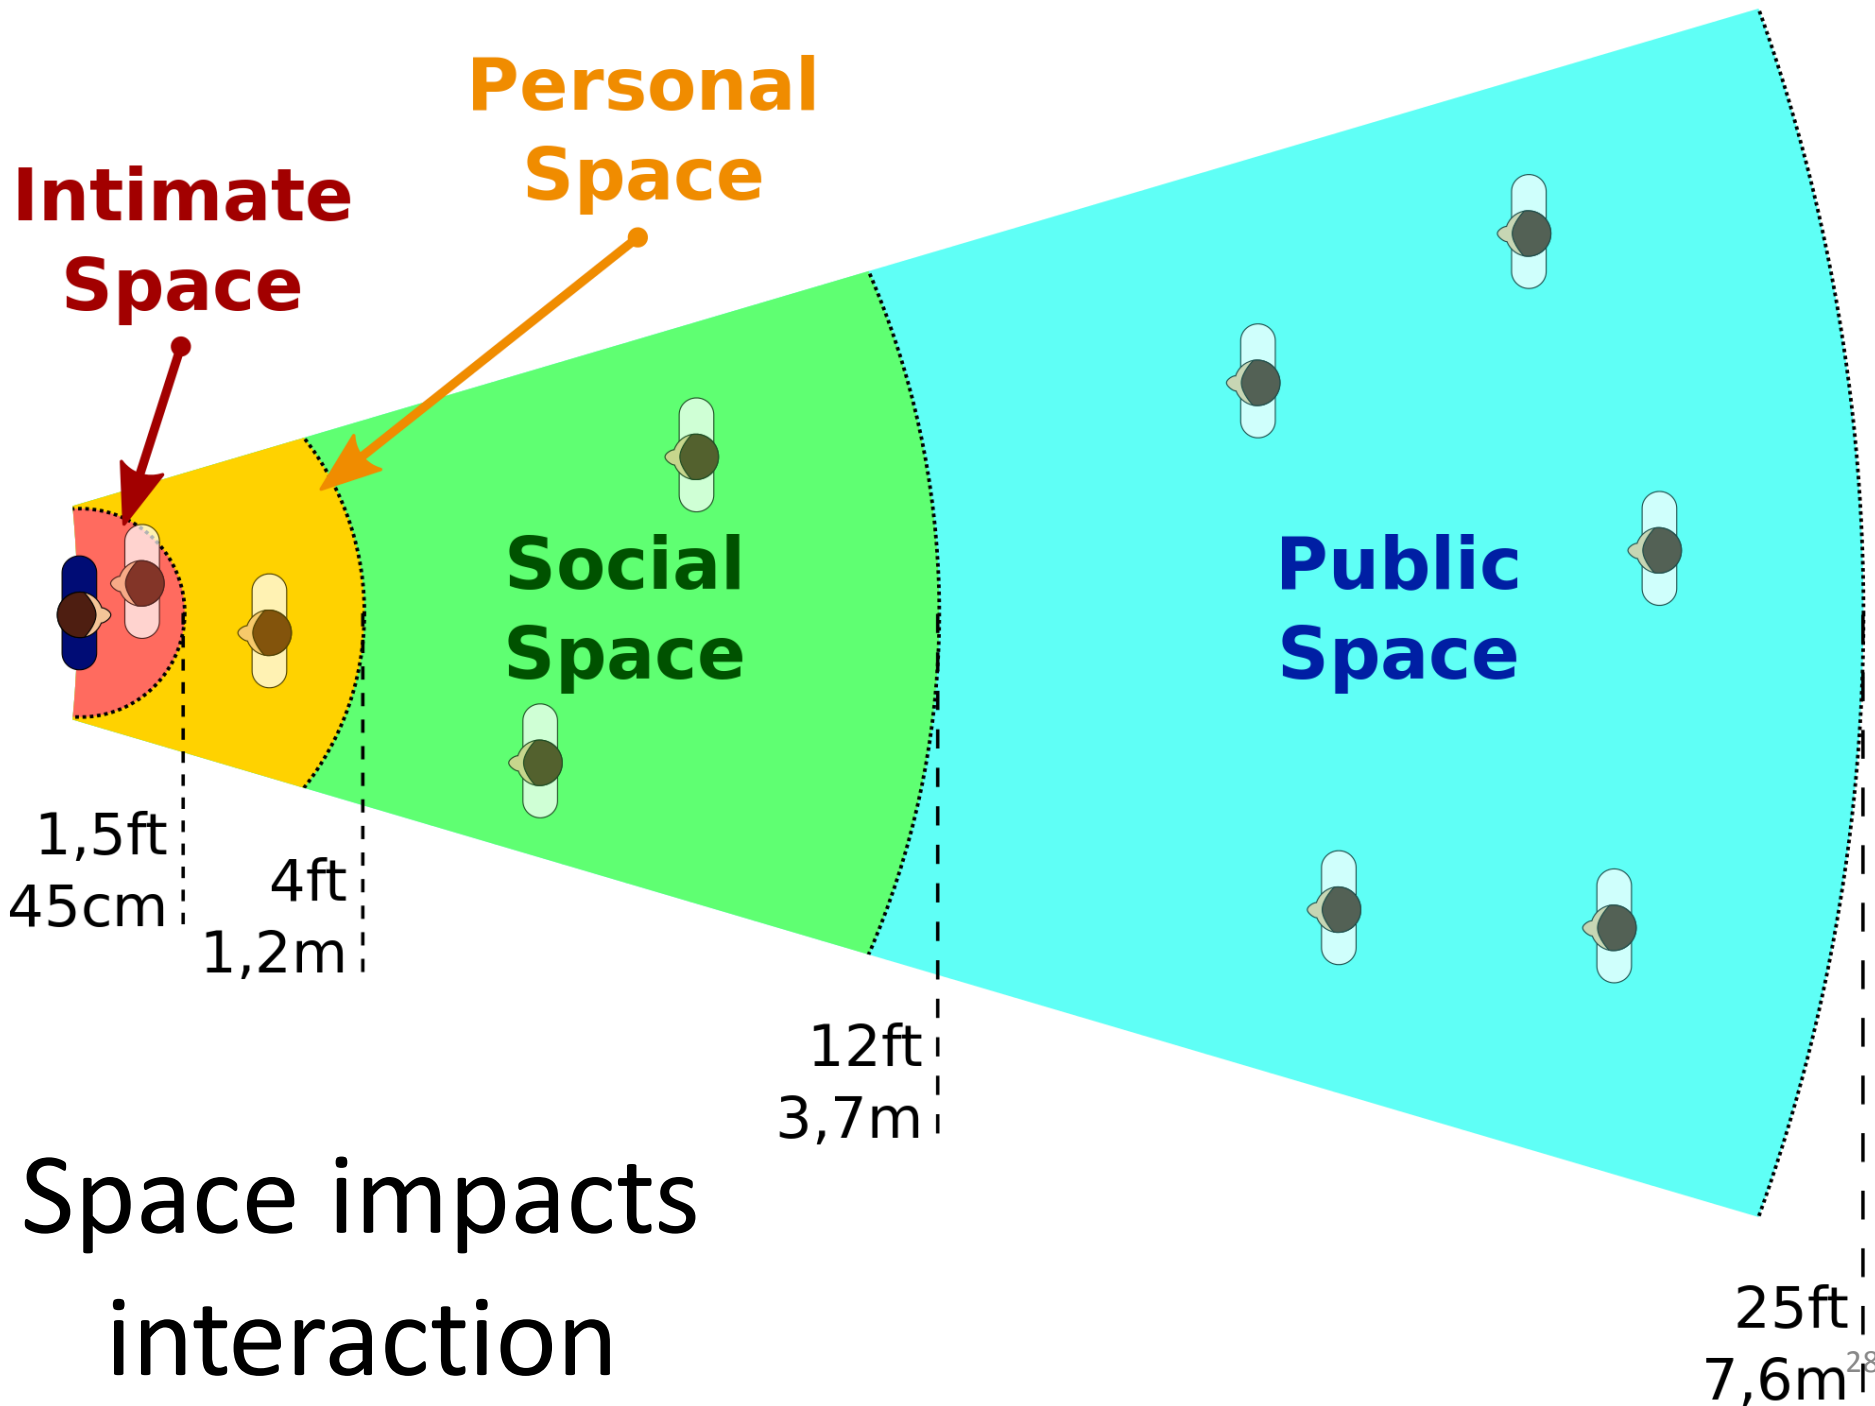 Personal
Space
Intimate
Space
Social
Space
Public
Space
1,5ft
45cm
4ft
1,2m
12ft
3,7m
25ft
7,6m
Space impacts
interaction
28